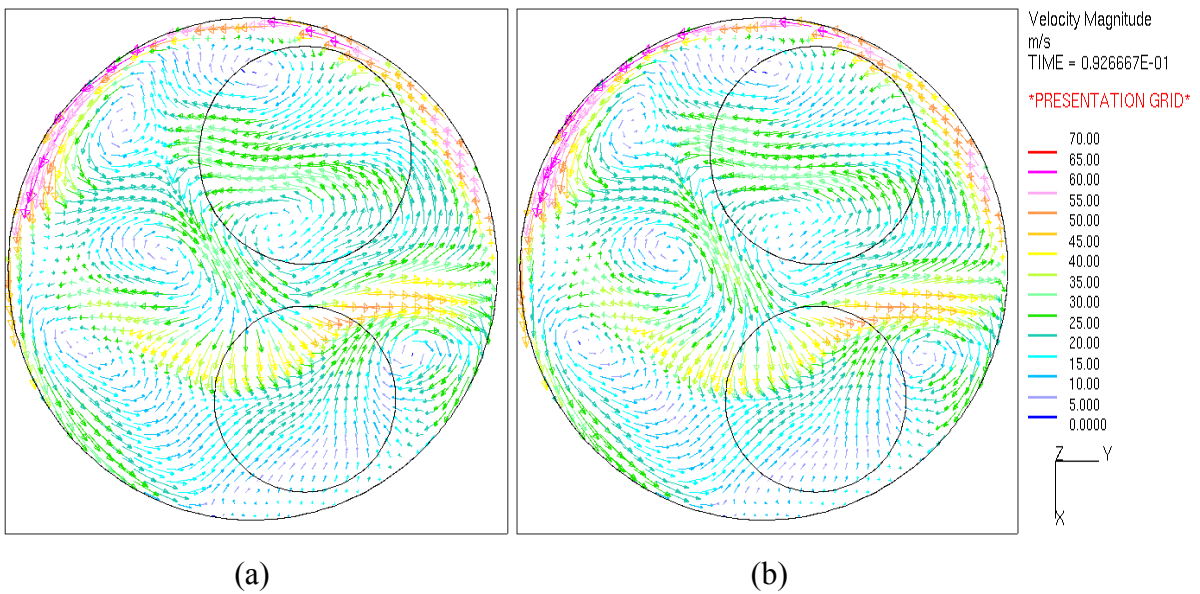 Velocity Magnitude
m/s
TIME = 0.926667E-01
*PRESENTATION GRID*
70.00
65.00
60.00
55.00
50.00
45.00
40.00
35.00
30.00
25.00
20.00
15.00
10.00
5.000
0.0000
Z Y
X
(a) (b)